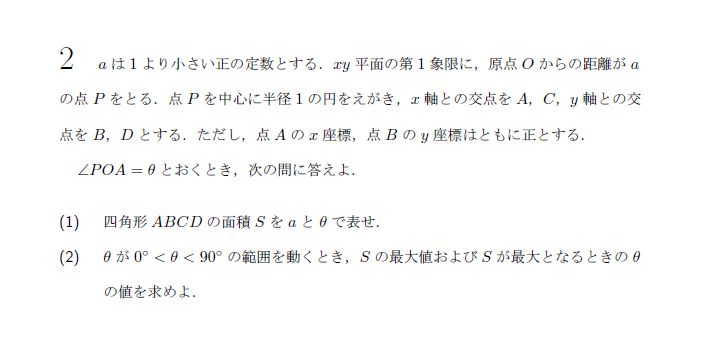 2 a は 1 より小さい正の定数とする．xy 平面の第 1 象限に，原点 O からの距離が a
の点 P をとる．点 P を中心に半径 1 の円をえがき，x 軸との交点を A，C，y 軸との交
点を B，D とする．ただし，点 A の x 座標，点 B の y 座標はともに正とする．
∠POA = θ とおくとき，次の問に答えよ．
(1) 四角形 ABCD の面積 S を a と θ で表せ．
(2) θ が 0° < θ < 90° の範囲を動くとき，S の最大値および S が最大となるときの θ
の値を求めよ．